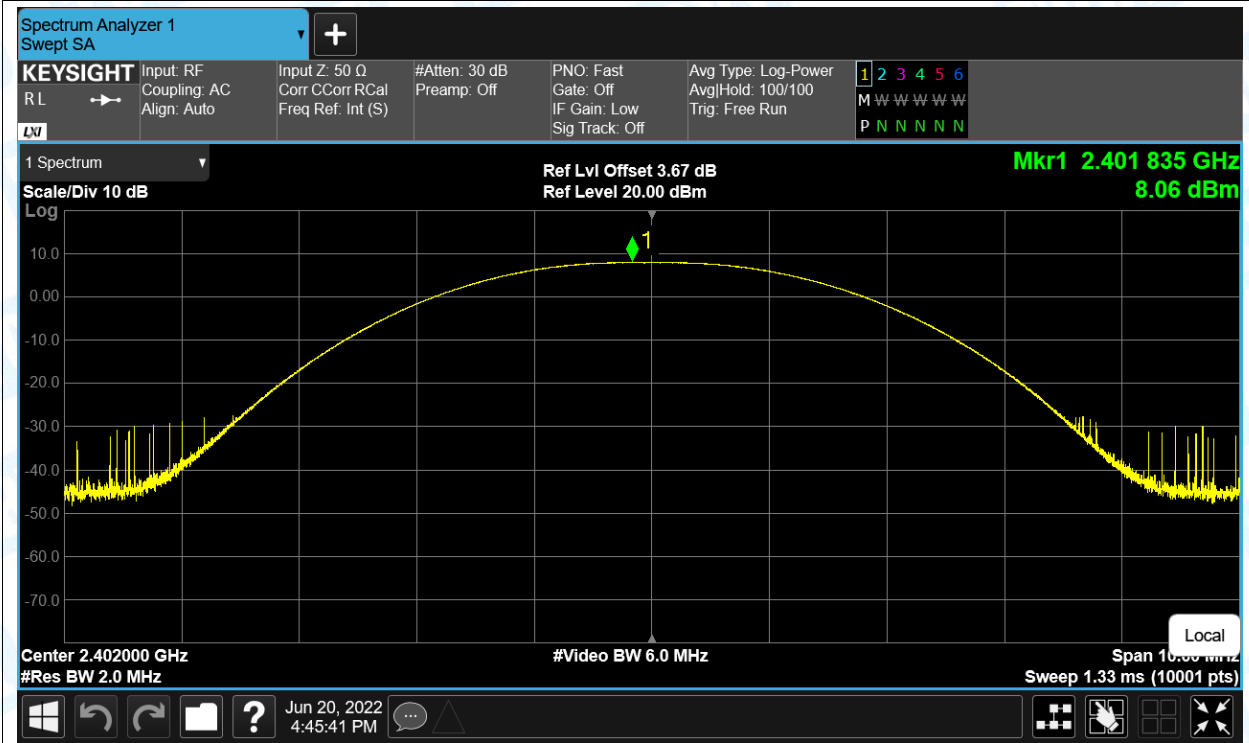 Spectrum Analyzer 1
Swept SA
KEYSIGHT
R L
LXI
Input: RF
Coupling: AC
Align: Auto
Input Z: 50 Ω
Corr CCorr RCal
Freq Ref: Int (S)
#Atten: 30 dB
Preamp: Off
PNO: Fast
Gate: Off
IF Gain: Low
Sig Track: Off
Avg Type: Log-Power
Avg|Hold: 100/100
Trig: Free Run
1 2 3 4 5 6
M W W W W W
P N N N N N
1 Spectrum
Scale/Div 10 dB
Log
Ref Lvl Offset 3.67 dB
Ref Level 20.00 dBm
Mkr1 2.401 835 GHz
8.06 dBm
1
10.0
0.00
-10.0
-20.0
-30.0
-40.0
-50.0
-60.0
-70.0
Local
Center 2.402000 GHz
#Video BW 6.0 MHz
Span 10.00 MHz
#Res BW 2.0 MHz
Sweep 1.33 ms (10001 pts)
?
Jun 20, 2022
4:45:41 PM